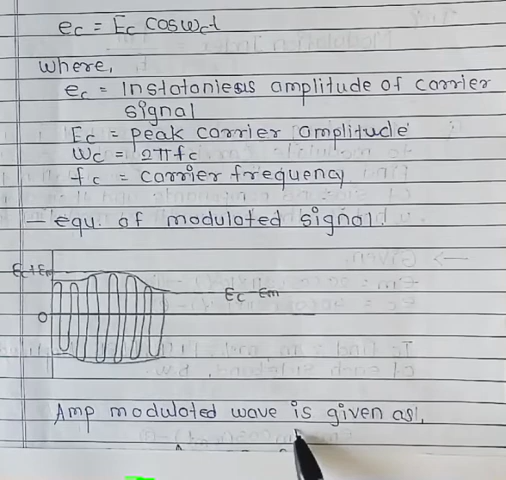 ec = Ec cosωct
where,
ec = Instatonieus amplitude of carrier
signal
Ec = peak carrier amplitude
ωc = 2πfc
fc = carrier frequency
– equ. of modulated signal.
Ec+Em
Ec-Em
0
Amp modulated wave is given as,